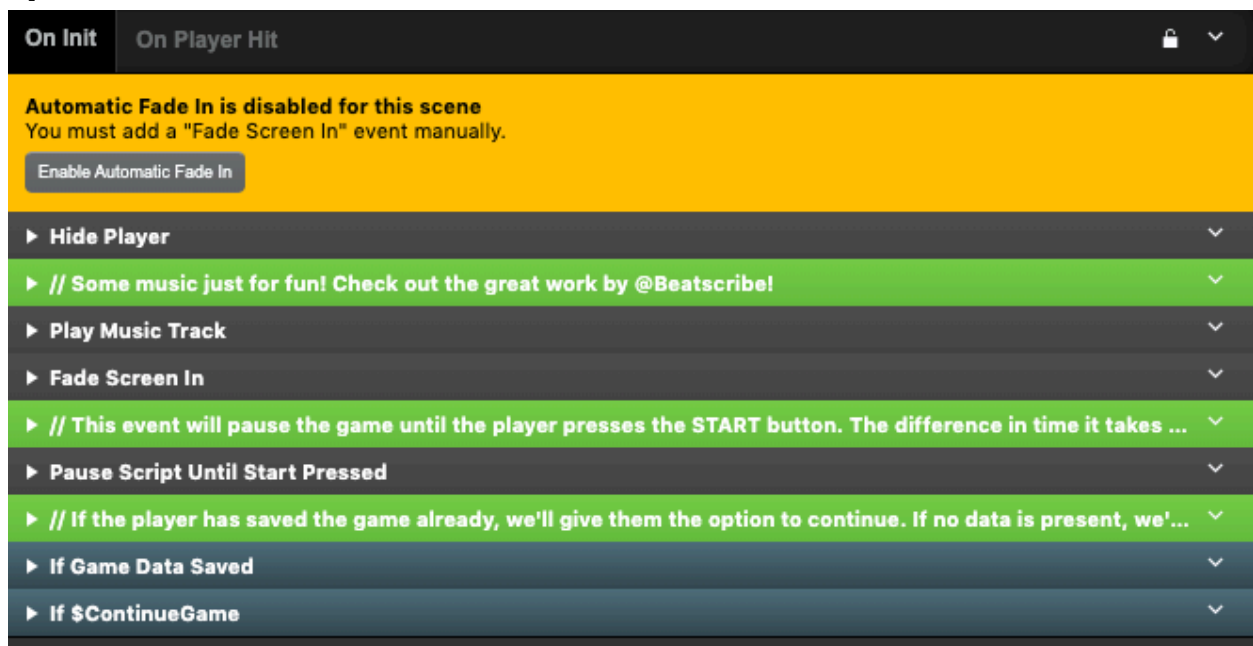 On Init On Player Hit
Automatic Fade In is disabled for this scene
You must add a "Fade Screen In" event manually.
Enable Automatic Fade In
Hide Player
// Some music just for fun! Check out the great work by @Beatscribe!
Play Music Track
Fade Screen In
// This event will pause the game until the player presses the START button. The difference in time it takes ...
Pause Script Until Start Pressed
// If the player has saved the game already, we'll give them the option to continue. If no data is present, we'...
If Game Data Saved
If $ContinueGame